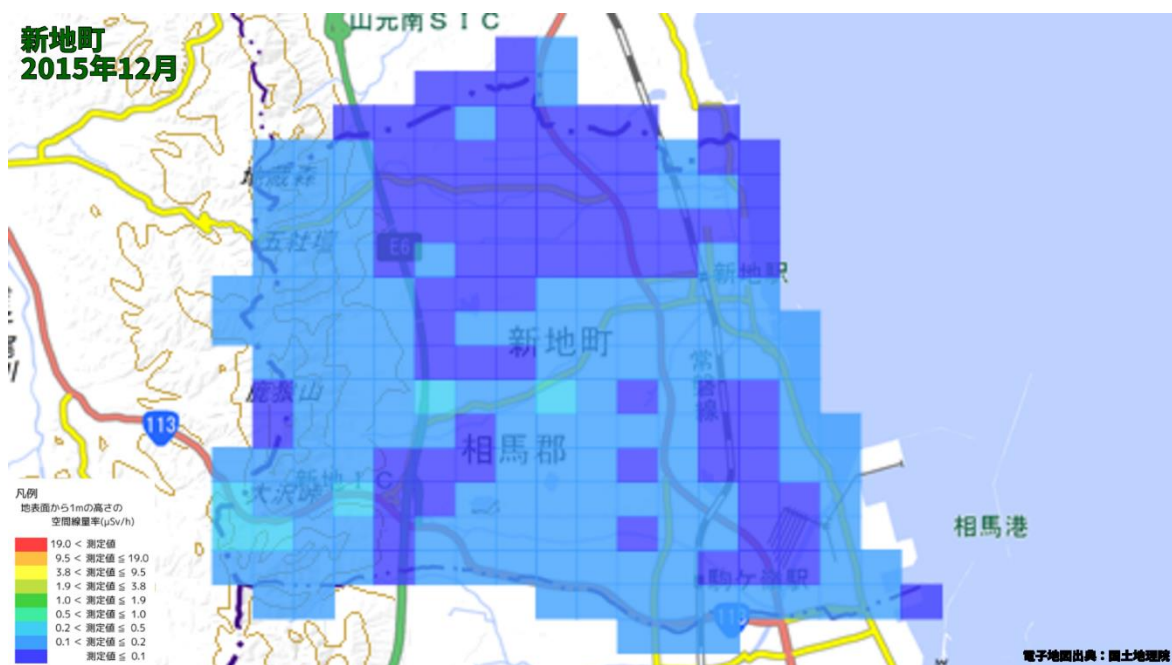 新地町
2015年12月
山元南SIC
地蔵森
五社壇
E6
新地駅
新地町
常磐線
鹿狼山
113
相馬郡
新地IC
大沢峠
相馬港
駒ケ嶺駅
113
凡例
地表面から1mの高さの
空間線量率(μSv/h)
19.0 < 測定値
9.5 < 測定値 ≦ 19.0
3.8 < 測定値 ≦ 9.5
1.9 < 測定値 ≦ 3.8
1.0 < 測定値 ≦ 1.9
0.5 < 測定値 ≦ 1.0
0.2 < 測定値 ≦ 0.5
0.1 < 測定値 ≦ 0.2
測定値 ≦ 0.1
電子地図出典:国土地理院